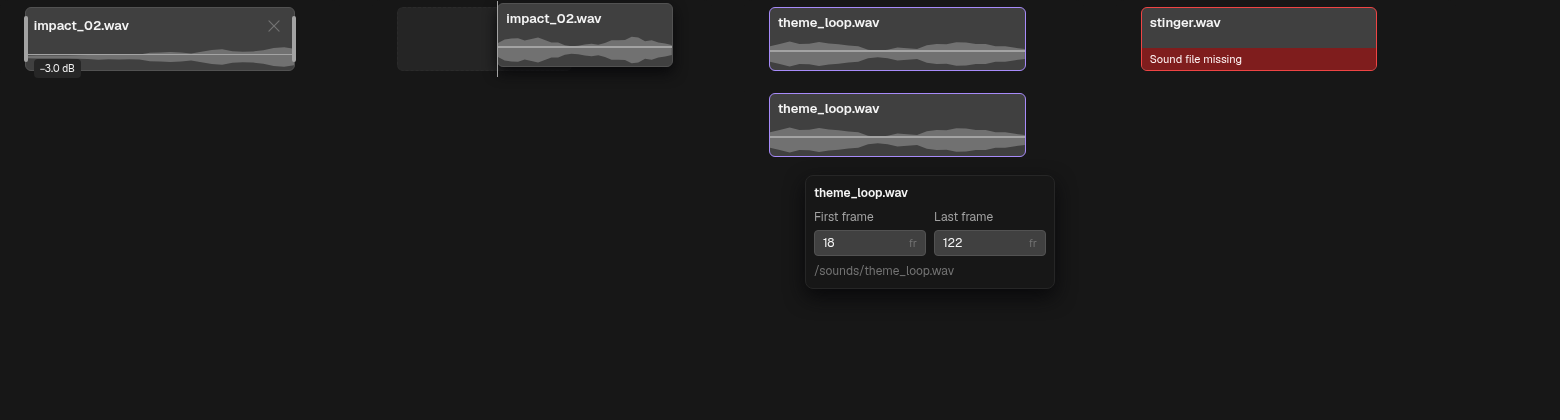 impact_02.wav
−3.0 dB
impact_02.wav
theme_loop.wav
theme_loop.wav
theme_loop.wav
First frame
Last frame
18 fr
122 fr
/sounds/theme_loop.wav
stinger.wav
Sound file missing